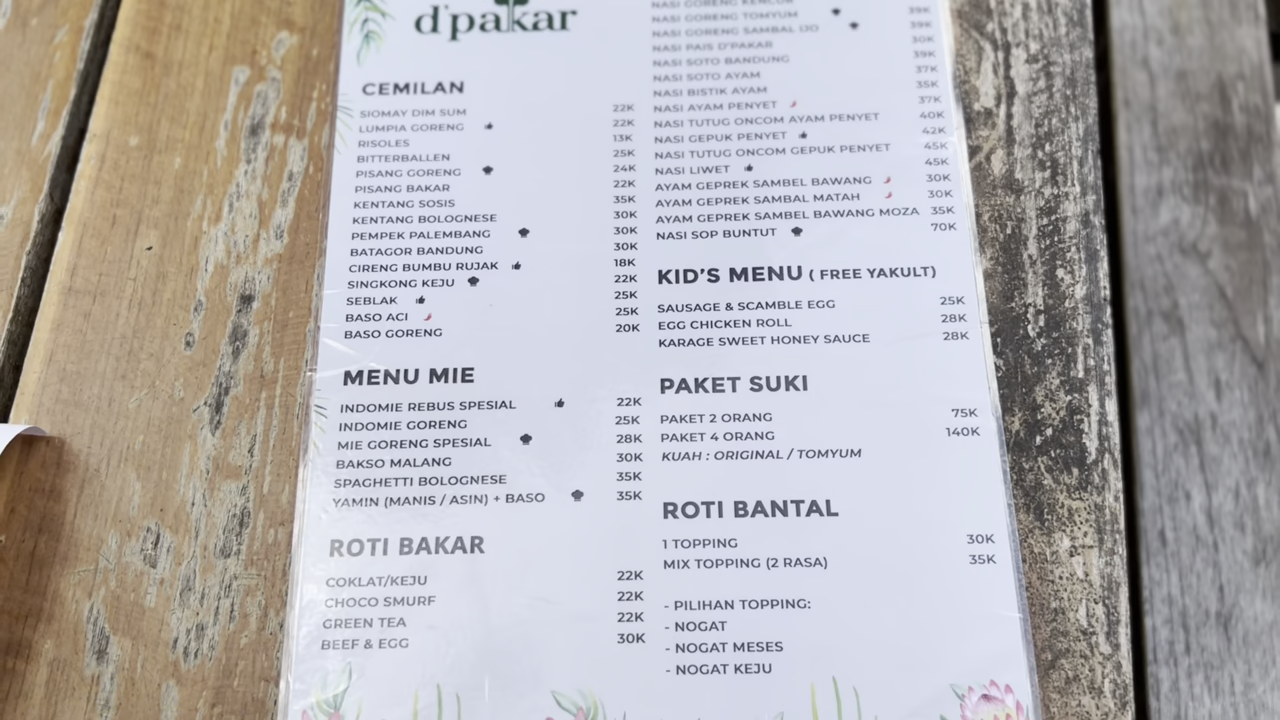 d'pakar
CEMILAN
SIOMAY DIM SUM 22K
LUMPIA GORENG 22K
RISOLES 13K
BITTERBALLEN 25K
PISANG GORENG 24K
PISANG BAKAR 22K
KENTANG SOSIS 35K
KENTANG BOLOGNESE 30K
PEMPEK PALEMBANG 30K
BATAGOR BANDUNG 30K
CIRENG BUMBU RUJAK 18K
SINGKONG KEJU 22K
SEBLAK 25K
BASO ACI 25K
BASO GORENG 20K
MENU MIE
INDOMIE REBUS SPESIAL 22K
INDOMIE GORENG 25K
MIE GORENG SPESIAL 28K
BAKSO MALANG 30K
SPAGHETTI BOLOGNESE 35K
YAMIN (MANIS / ASIN) + BASO 35K
ROTI BAKAR
COKLAT/KEJU 22K
CHOCO SMURF 22K
GREEN TEA 22K
BEEF & EGG 30K
NASI GORENG KENCUR
NASI GORENG TOMYUM 39K
NASI GORENG SAMBAL IJO 39K
NASI PAIS D'PAKAR 30K
NASI SOTO BANDUNG 39K
NASI SOTO AYAM 37K
NASI BISTIK AYAM 35K
NASI AYAM PENYET 37K
NASI TUTUG ONCOM AYAM PENYET 40K
NASI GEPUK PENYET 42K
NASI TUTUG ONCOM GEPUK PENYET 45K
NASI LIWET 45K
AYAM GEPREK SAMBEL BAWANG 30K
AYAM GEPREK SAMBAL MATAH 30K
AYAM GEPREK SAMBEL BAWANG MOZA 35K
NASI SOP BUNTUT 70K
KID'S MENU ( FREE YAKULT)
SAUSAGE & SCAMBLE EGG 25K
EGG CHICKEN ROLL 28K
KARAGE SWEET HONEY SAUCE 28K
PAKET SUKI
PAKET 2 ORANG 75K
PAKET 4 ORANG 140K
KUAH : ORIGINAL / TOMYUM
ROTI BANTAL
1 TOPPING 30K
MIX TOPPING (2 RASA) 35K
- PILIHAN TOPPING:
- NOGAT
- NOGAT MESES
- NOGAT KEJU